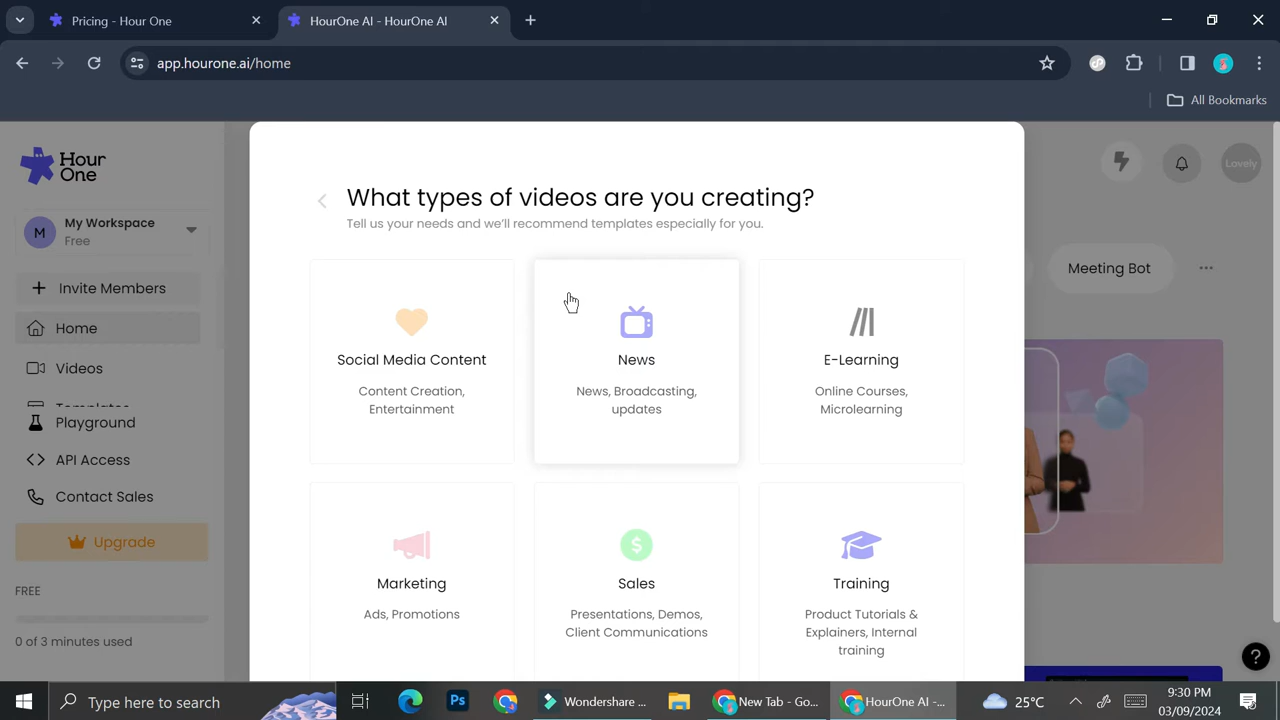 Pricing - Hour One
HourOne AI - HourOne AI
app.hourone.ai/home
All Bookmarks
Hour
One
Lovely
M
My Workspace
Free
Invite Members
Home
Videos
Templates
Playground
API Access
Contact Sales
Upgrade
FREE
0 of 3 minutes used
Meeting Bot
What types of videos are you creating?
Tell us your needs and we'll recommend templates especially for you.
Social Media Content
Content Creation,
Entertainment
News
News, Broadcasting,
updates
E-Learning
Online Courses,
Microlearning
Marketing
Ads, Promotions
$
Sales
Presentations, Demos,
Client Communications
Training
Product Tutorials &
Explainers, Internal
training
?
Type here to search
Ps
Wondershare ...
New Tab - Go...
HourOne AI -...
25°C
9:30 PM
03/09/2024